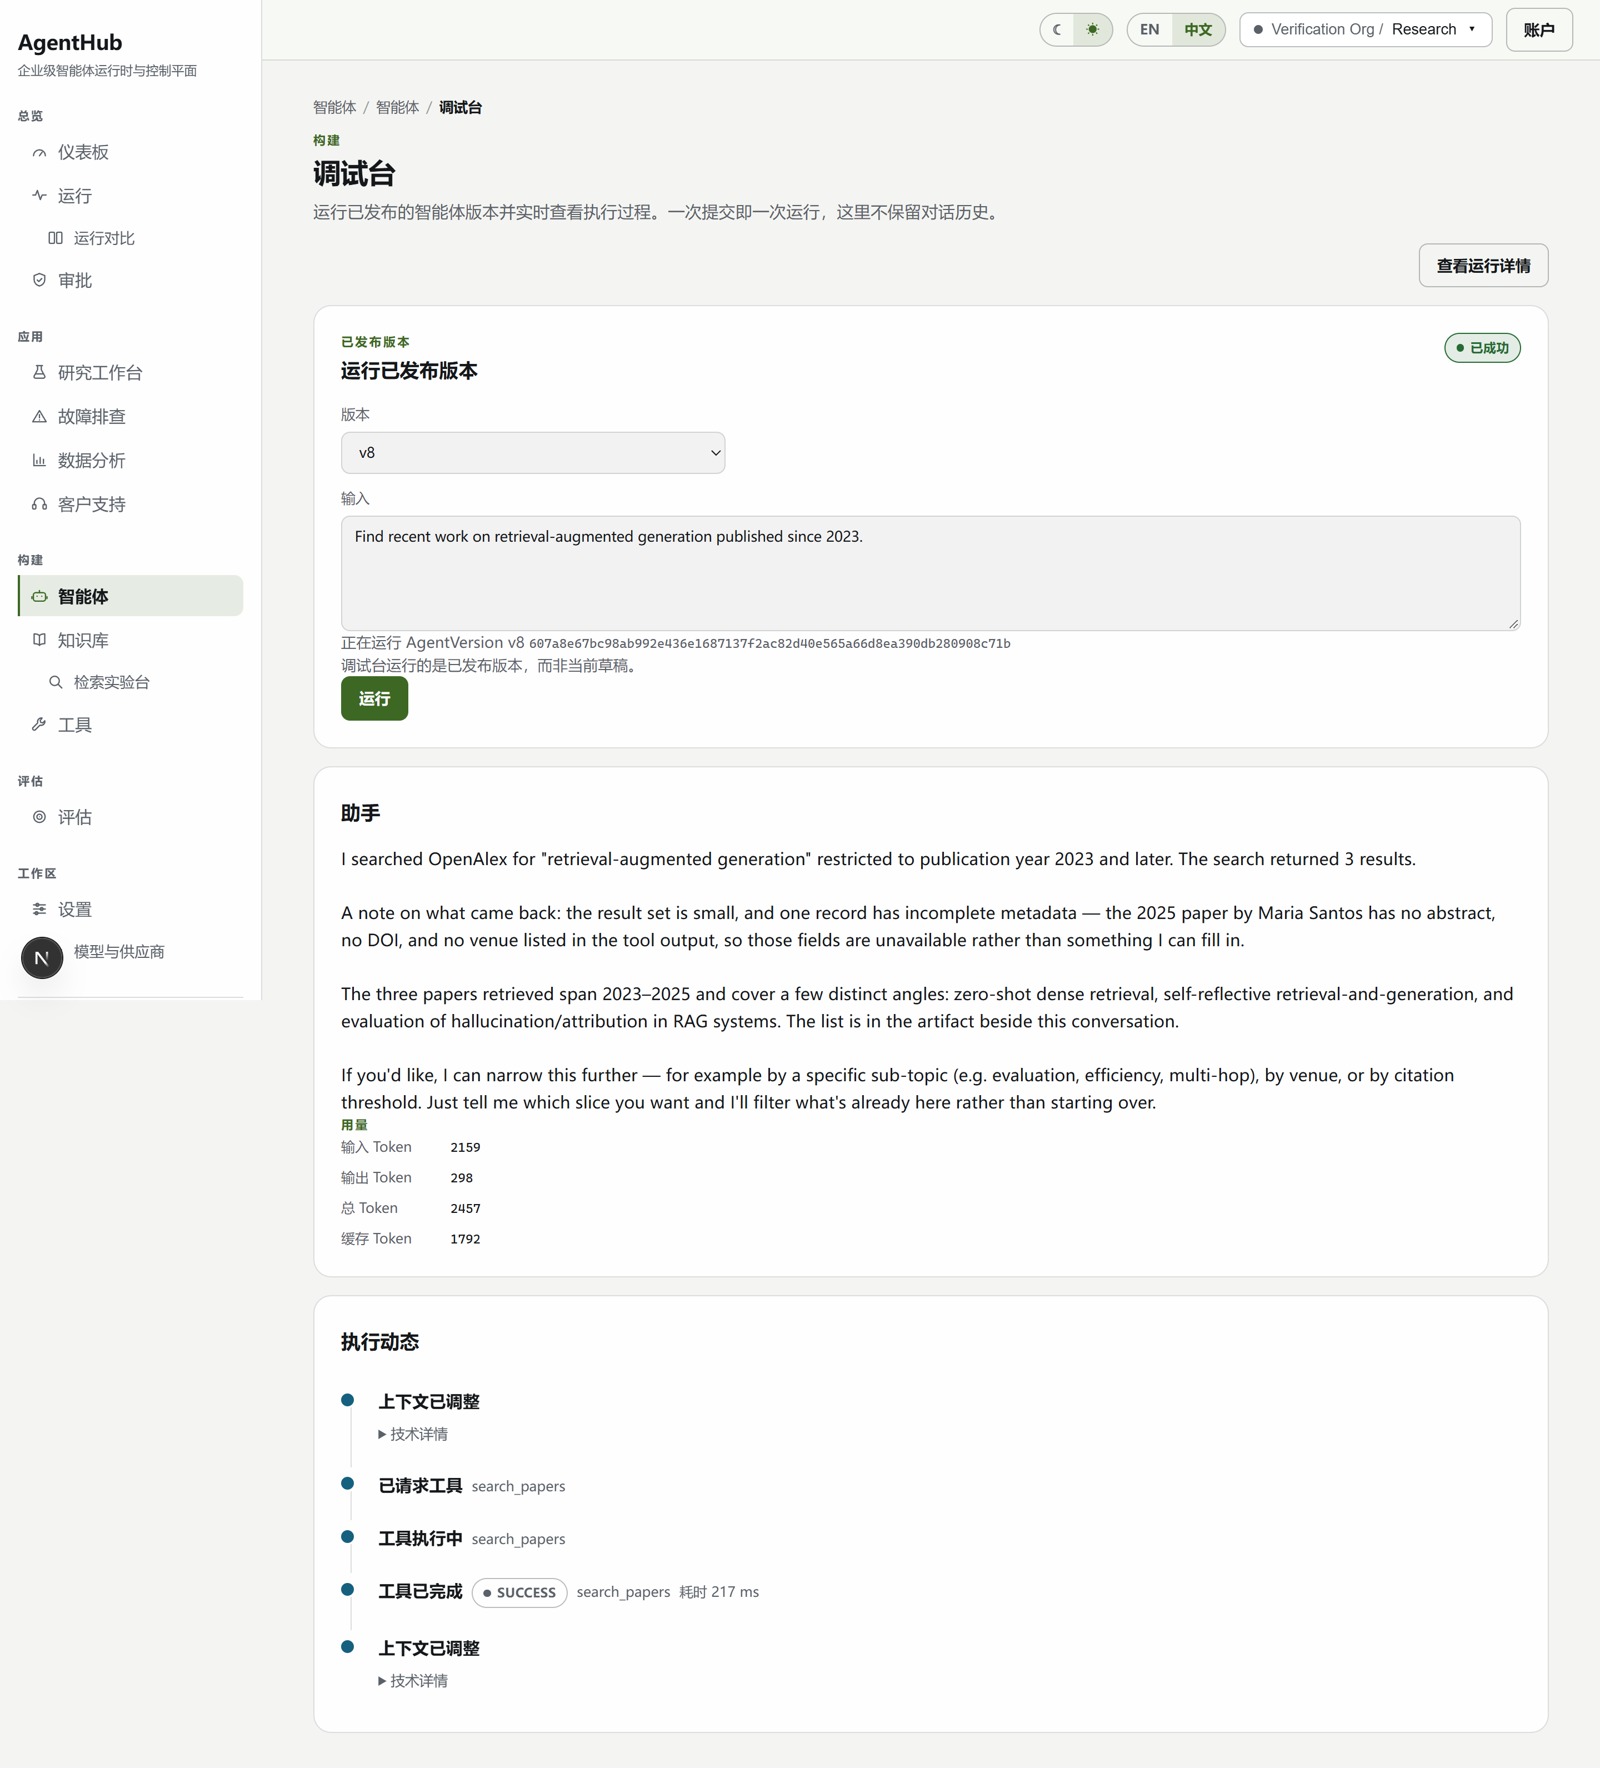 AgentHub
企业级智能体运行时与控制平面
总览
仪表板
运行
运行对比
审批
应用
研究工作台
故障排查
数据分析
客户支持
构建
智能体
知识库
检索实验台
工具
评估
评估
工作区
设置
N
模型与供应商
EN
中文
Verification Org / Research
账户
智能体 / 智能体 / 调试台
构建
调试台
运行已发布的智能体版本并实时查看执行过程。一次提交即一次运行，这里不保留对话历史。
查看运行详情
已发布版本
运行已发布版本
已成功
版本
v8
输入
Find recent work on retrieval-augmented generation published since 2023.
正在运行 AgentVersion v8 607a8e67bc98ab992e436e1687137f2ac82d40e565a66d8ea390db280908c71b
调试台运行的是已发布版本，而非当前草稿。
运行
助手
I searched OpenAlex for "retrieval-augmented generation" restricted to publication year 2023 and later. The search returned 3 results.
A note on what came back: the result set is small, and one record has incomplete metadata — the 2025 paper by Maria Santos has no abstract,
no DOI, and no venue listed in the tool output, so those fields are unavailable rather than something I can fill in.
The three papers retrieved span 2023–2025 and cover a few distinct angles: zero-shot dense retrieval, self-reflective retrieval-and-generation, and
evaluation of hallucination/attribution in RAG systems. The list is in the artifact beside this conversation.
If you'd like, I can narrow this further — for example by a specific sub-topic (e.g. evaluation, efficiency, multi-hop), by venue, or by citation
threshold. Just tell me which slice you want and I'll filter what's already here rather than starting over.
用量
输入 Token 2159
输出 Token 298
总 Token 2457
缓存 Token 1792
执行动态
上下文已调整
技术详情
已请求工具 search_papers
工具执行中 search_papers
工具已完成 SUCCESS search_papers 耗时 217 ms
上下文已调整
技术详情